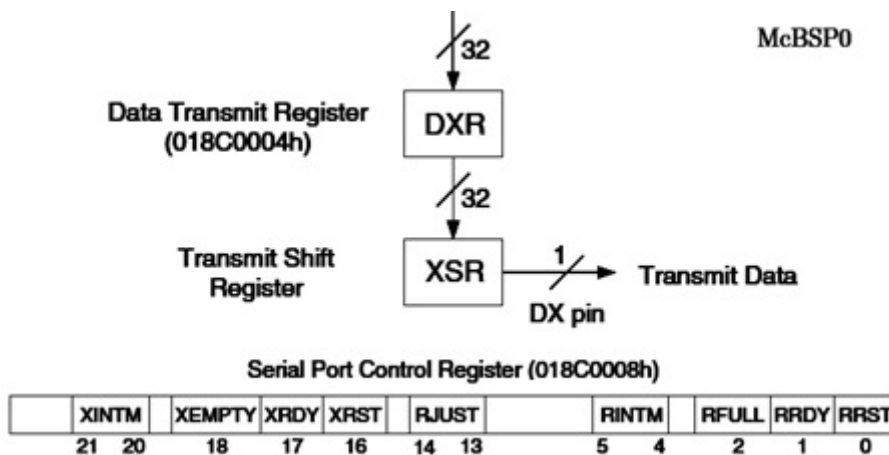 32
McBSP0
Data Transmit Register
(018C0004h)
DXR
32
Transmit Shift
Register
XSR
1
Transmit Data
DX pin
Serial Port Control Register (018C0008h)
XINTM XEMPTY XRDY XRST RJUST RINTM RFULL RRDY RRST
21 20 18 17 16 14 13 5 4 2 1 0